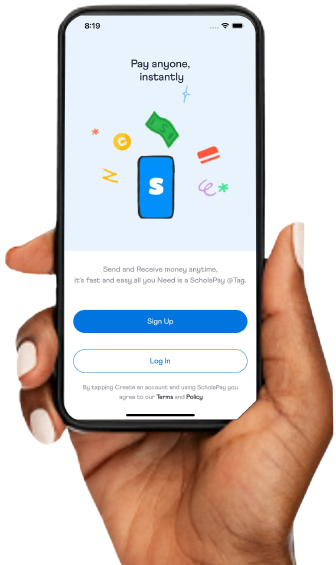 8:19
Pay anyone,
instantly
S
Send and Receive money anytime,
it's fast and easy all you Need is a ScholaPay @Tag.
Sign Up
Log In
By tapping Create an account and using ScholaPay you
agree to our Terms and Policy